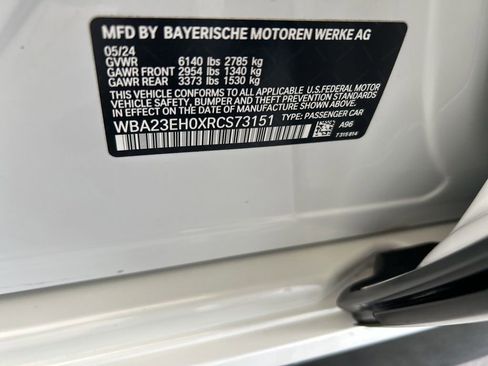 MFD BY BAYERISCHE MOTOREN WERKE AG
05/24
GVWR 6140 lbs 2785 kg
GAWR FRONT 2954 lbs 1340 kg
GAWR REAR 3373 lbs 1530 kg
THIS VEHICLE CONFORMS TO ALL APPLICABLE U.S.FEDERAL MOTOR
VEHICLE SAFETY, BUMPER, AND THEFT PREVENTION STANDARDS
IN EFFECT ON THE DATE OF MANUFACTURE SHOWN ABOVE.
WBA23EH0XRCS73151 TYPE: PASSENGER CAR
A96
7315814